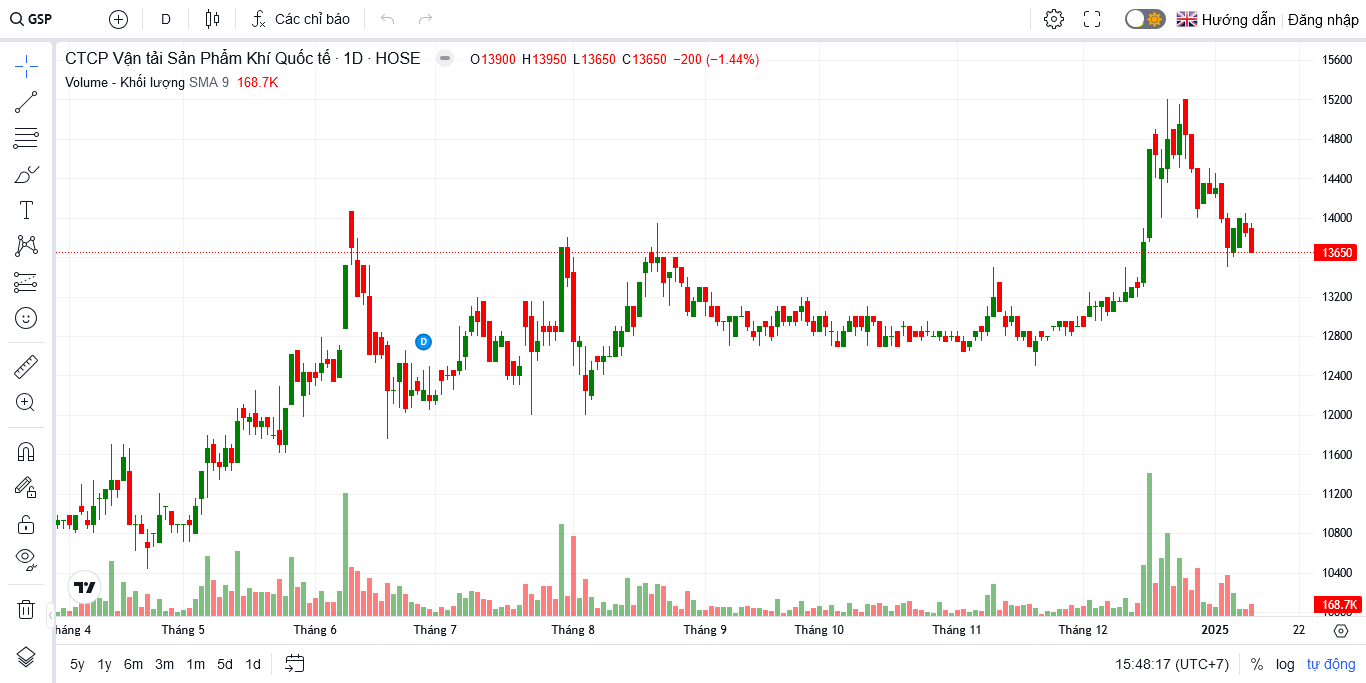 GSP D Các chỉ báo Hướng dẫn Đăng nhập
CTCP Vận tải Sản Phẩm Khí Quốc tế · 1D · HOSE O13900 H13950 L13650 C13650 −200 (−1.44%)
Volume - Khối lượng SMA 9 168.7K
15600
15200
14800
14400
14000
13650
13200
12800
D
12400
12000
11600
11200
10800
10400
168.7K
háng 4 Tháng 5 Tháng 6 Tháng 7 Tháng 8 Tháng 9 Tháng 10 Tháng 11 Tháng 12 2025 22
5y 1y 6m 3m 1m 5d 1d 15:48:17 (UTC+7) % log tự động